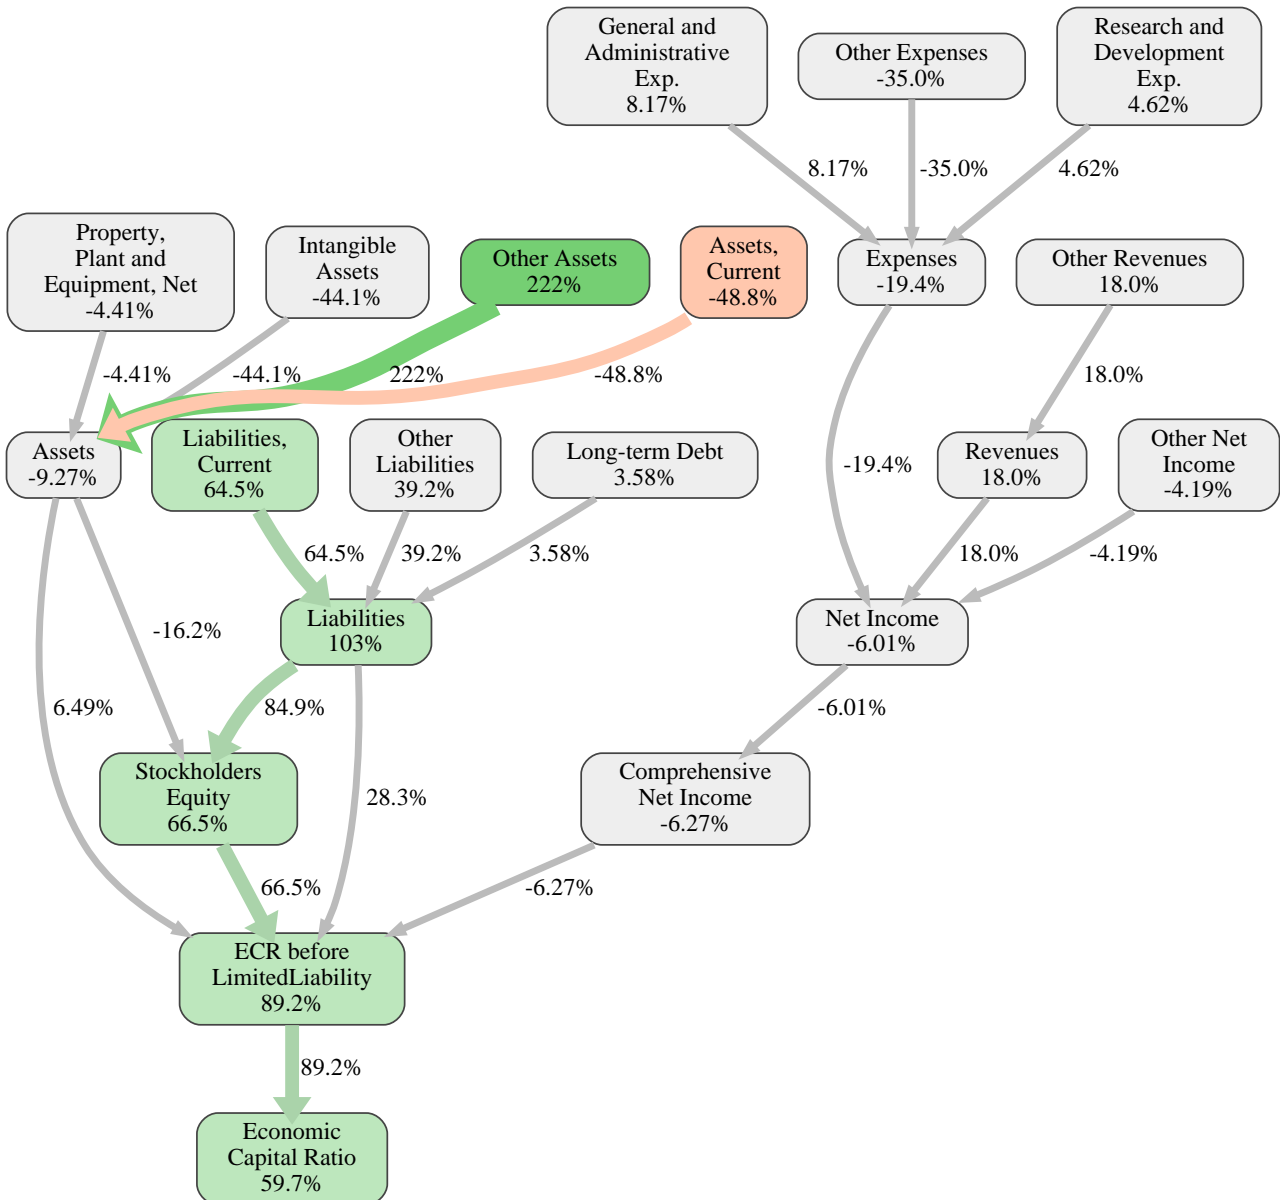 General and
Administrative
Exp.
8.17%
Other Expenses
-35.0%
Research and
Development
Exp.
4.62%
8.17%
-35.0%
4.62%
Property,
Plant and
Equipment, Net
-4.41%
Intangible
Assets
-44.1%
Other Assets
222%
Assets,
Current
-48.8%
Expenses
-19.4%
Other Revenues
18.0%
-4.41%
-44.1%
222%
-48.8%
18.0%
Assets
-9.27%
Liabilities,
Current
64.5%
Other
Liabilities
39.2%
Long-term Debt
3.58%
-19.4%
Revenues
18.0%
Other Net
Income
-4.19%
64.5%
39.2%
3.58%
18.0%
-4.19%
-16.2%
Liabilities
103%
Net Income
-6.01%
6.49%
84.9%
-6.01%
Stockholders
Equity
66.5%
28.3%
Comprehensive
Net Income
-6.27%
66.5%
-6.27%
ECR before
LimitedLiability
89.2%
89.2%
Economic
Capital Ratio
59.7%